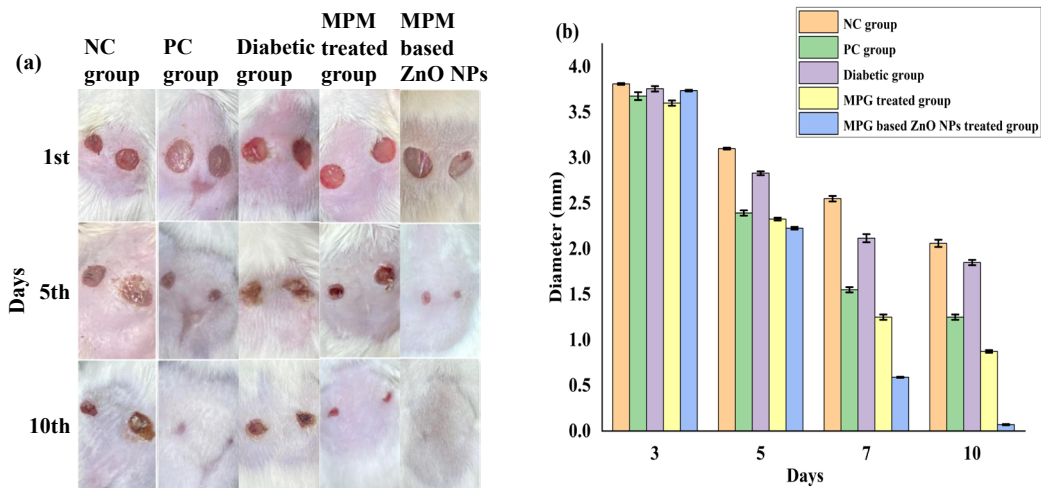 (a)
NC
group
PC
group
Diabetic
group
MPM
treated
group
MPM
based
ZnO NPs
Days
1st
5th
10th
(b)
NC group
PC group
Diabetic group
MPG treated group
MPG based ZnO NPs treated group
Diameter (mm)
4.0
3.5
3.0
2.5
2.0
1.5
1.0
0.5
0.0
3 5 7 10
Days